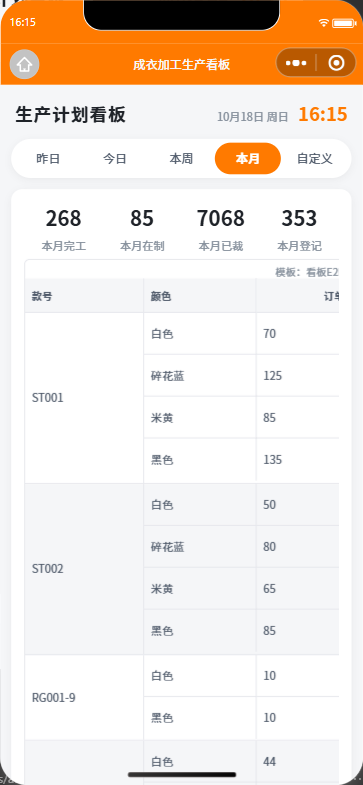 16:15
成衣加工生产看板
生产计划看板
10月18日 周日 16:15
昨日 今日 本周 本月 自定义
268 85 7068 353
本月完工 本月在制 本月已裁 本月登记
模板：看板E2
款号 颜色 订单
ST001
白色 70
碎花蓝 125
米黄 85
黑色 135
ST002
白色 50
碎花蓝 80
米黄 65
黑色 85
RG001-9
白色 10
黑色 10
白色 44